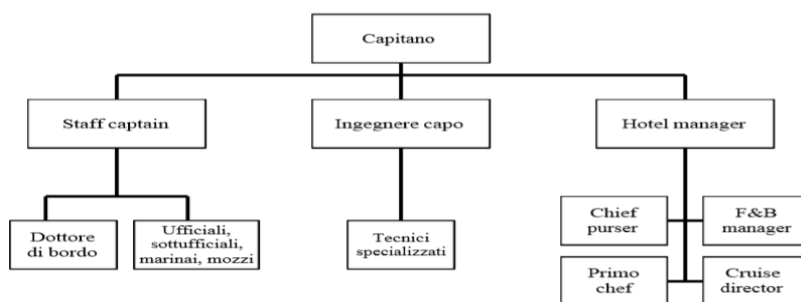 Capitano
Staff captain
Ingegnere capo
Hotel manager
Dottore
di bordo
Ufficiali,
sottufficiali,
marinai, mozzi
Tecnici
specializzati
Chief
purser
F&B
manager
Primo
chef
Cruise
director